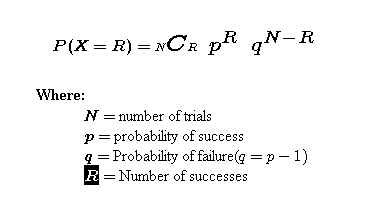 P(X = R) = NCR p^R q^N−R
Where:
N = number of trials
p = probability of success
q = Probability of failure(q = p − 1)
R = Number of successes